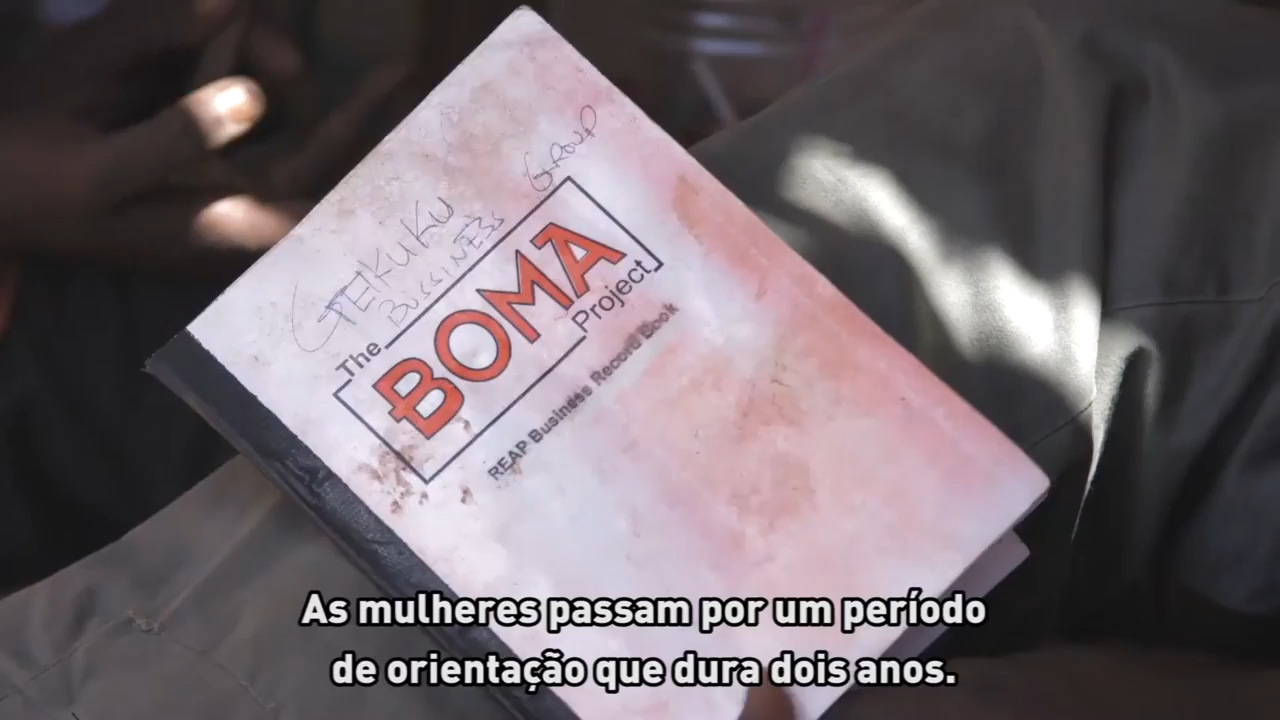 GEIKUKU
BUSSINESS GROUP
The
BOMA
Project
REAP Business Record Book
As mulheres passam por um período
de orientação que dura dois anos.